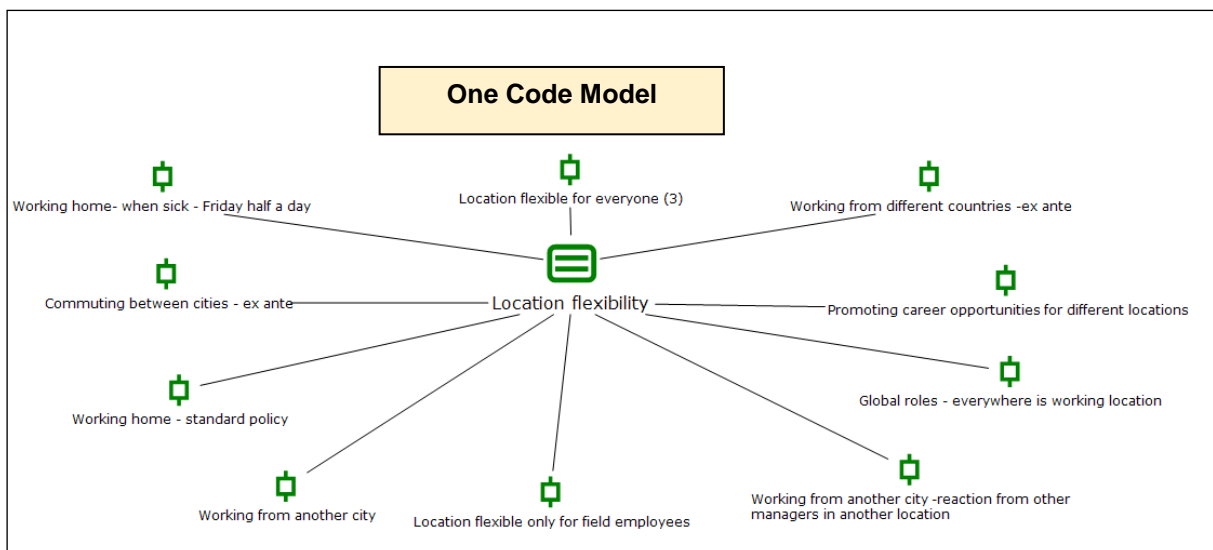 One Code Model
Location flexible for everyone (3)
Working home- when sick - Friday half a day
Working from different countries -ex ante
Commuting between cities - ex ante
Location flexibility
Promoting career opportunities for different locations
Working home - standard policy
Global roles - everywhere is working location
Working from another city
Location flexible only for field employees
Working from another city -reaction from other
managers in another location